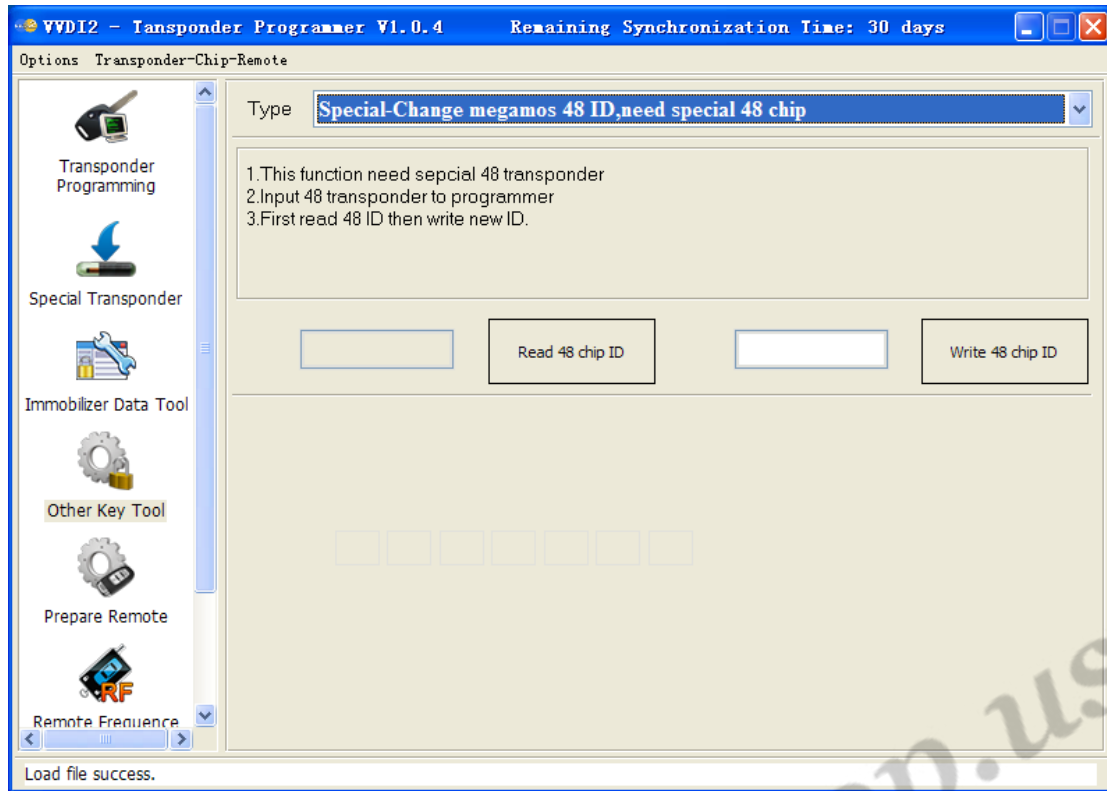 VVDI2 - Tansponder Programmer V1.0.4 Remaining Synchronization Time: 30 days
Options Transponder-Chip-Remote
Transponder
Programming
Special Transponder
Immobilizer Data Tool
Other Key Tool
Prepare Remote
RF
Remote Frequence
Type Special-Change megamos 48 ID,need special 48 chip
1.This function need sepcial 48 transponder
2.Input 48 transponder to programmer
3.First read 48 ID then write new ID.
Read 48 chip ID
Write 48 chip ID
Load file success.